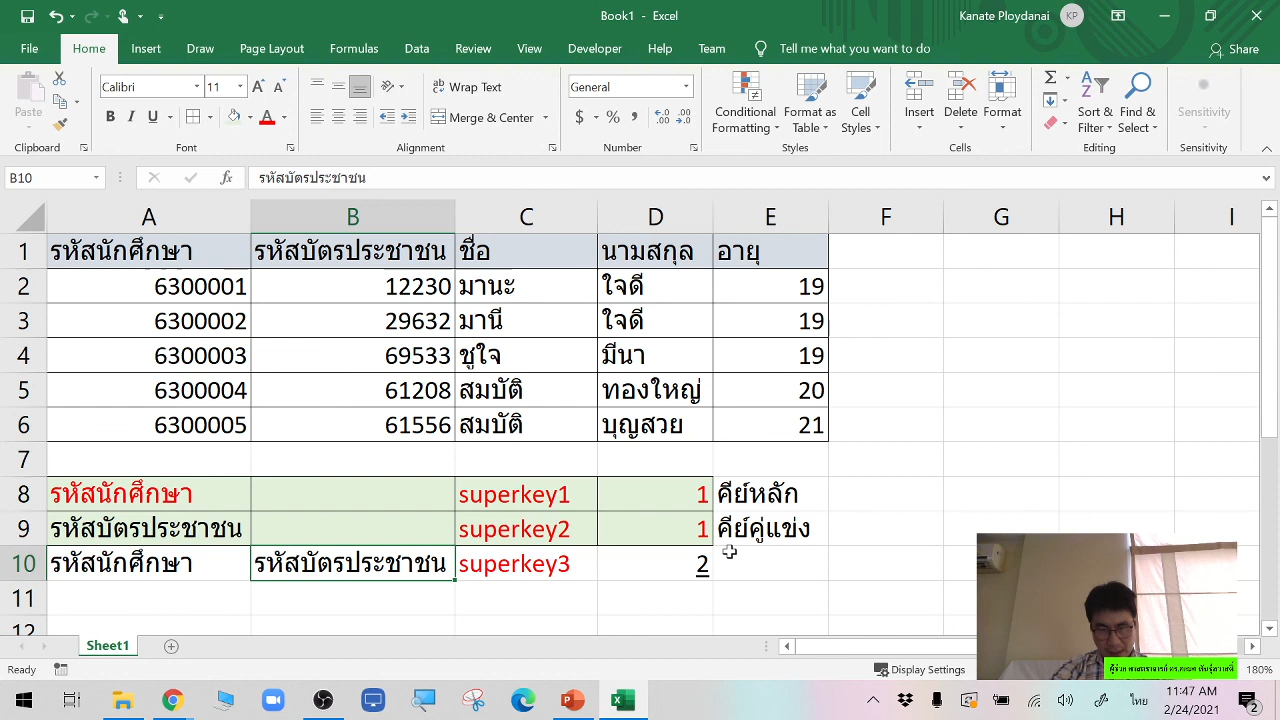 Book1 - Excel
Kanate Ploydanai KP
File Home Insert Draw Page Layout Formulas Data Review View Developer Help Team Tell me what you want to do Share
Calibri 11 Wrap Text General
Paste B I U Merge & Center $ % , Conditional Formatting Format as Table Cell Styles Insert Delete Format Sort & Filter Find & Select Sensitivity
Clipboard Font Alignment Number Styles Cells Editing Sensitivity
B10 fx รหัสบัตรประชาชน
A B C D E F G H I
1 รหัสนักศึกษา รหัสบัตรประชาชน ชื่อ นามสกุล อายุ
2 6300001 12230 มานะ ใจดี 19
3 6300002 29632 มานี ใจดี 19
4 6300003 69533 ชูใจ มีนา 19
5 6300004 61208 สมบัติ ทองใหญ่ 20
6 6300005 61556 สมบัติ บุญสวย 21
7
8 รหัสนักศึกษา superkey1 1 คีย์หลัก
9 รหัสบัตรประชาชน superkey2 1 คีย์คู่แข่ง
10 รหัสนักศึกษา รหัสบัตรประชาชน superkey3 2
11
12
Sheet1
Ready Display Settings 180%
ไทย 11:47 AM
2/24/2021 2